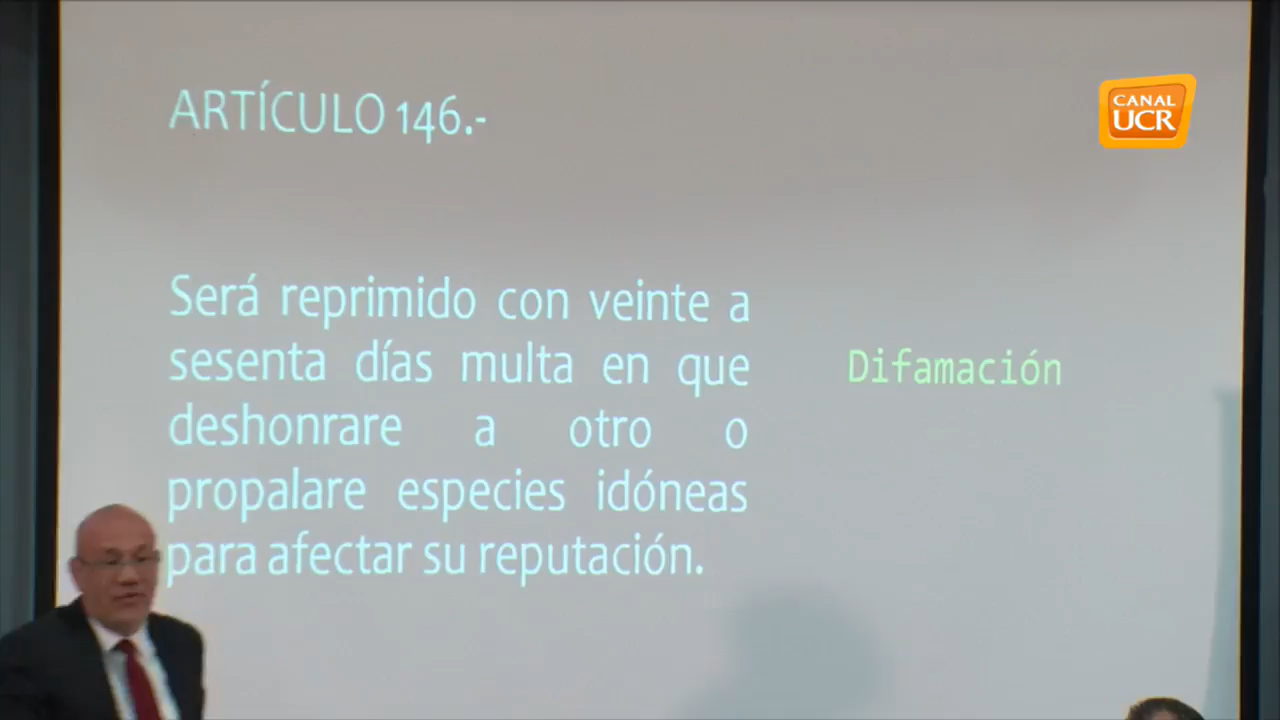 ARTÍCULO 146.-
CANAL
UCR
Será reprimido con veinte a
sesenta días multa en que
deshonrare a otro o
propalare especies idóneas
para afectar su reputación.
Difamación